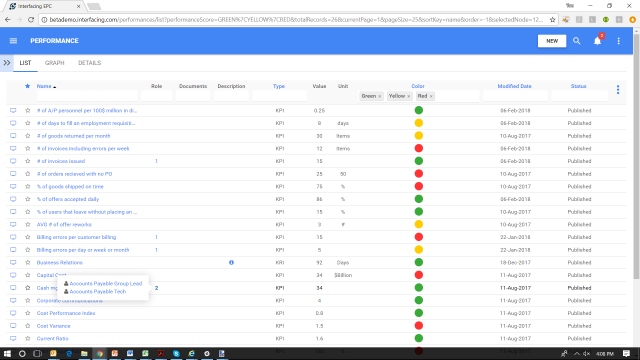 Interfacing EPC
Yec
betademo.interfacing.com/performances/list?performanceScore=GREEN%7CYELLOW%7CRED&totalRecords=26&currentPage=1&pageSize=25&sortKey=name&order=-1&selectedNode=12...
PERFORMANCE NEW 2
LIST GRAPH DETAILS
Name Role Documents Description Type Value Unit Color Modified Date Status
Green × Yellow × Red ×
# of A/P personnel per 100$ million in di... KPI 0.25 06-Feb-2018 Published
# of days to fill an employment requisiti... KPI 8 days 06-Feb-2018 Published
# of goods returned per month KPI 30 Items 10-Aug-2017 Published
# of invoices including errors per week KPI 12 Items 06-Feb-2018 Published
# of invoices issued 1 KPI 15 06-Feb-2018 Published
# of orders recieved with no PO KPI 25 50 10-Aug-2017 Published
% of goods shipped on time KPI 75 % 10-Aug-2017 Published
% of offers accepted daily KPI 86 % 10-Aug-2017 Published
% of users that leave without placing an ... KPI 15 % 10-Aug-2017 Published
AVG # of offer reworks KPI 3 # 10-Aug-2017 Published
Billing errors per customer billing 1 KPI 15 22-Jan-2018 Published
Billing errors per day or week or month 1 KPI 5 22-Jan-2018 Published
Business Relations KRI 92 Days 18-Aug-2017 Published
Capital Cost KPI 34 $Billion 11-Aug-2017 Published
Accounts Payable Group Lead
Cash m 2 KPI 34 11-Aug-2017 Published
Accounts Payable Tech
Corporate communications KPI 4 11-Aug-2017 Published
Cost Performance Index KPI 0.8 11-Aug-2017 Published
Cost Variance KPI 1.5 11-Aug-2017 Published
Current Ratio KPI 1.6 11-Aug-2017 Published
4:08 PM